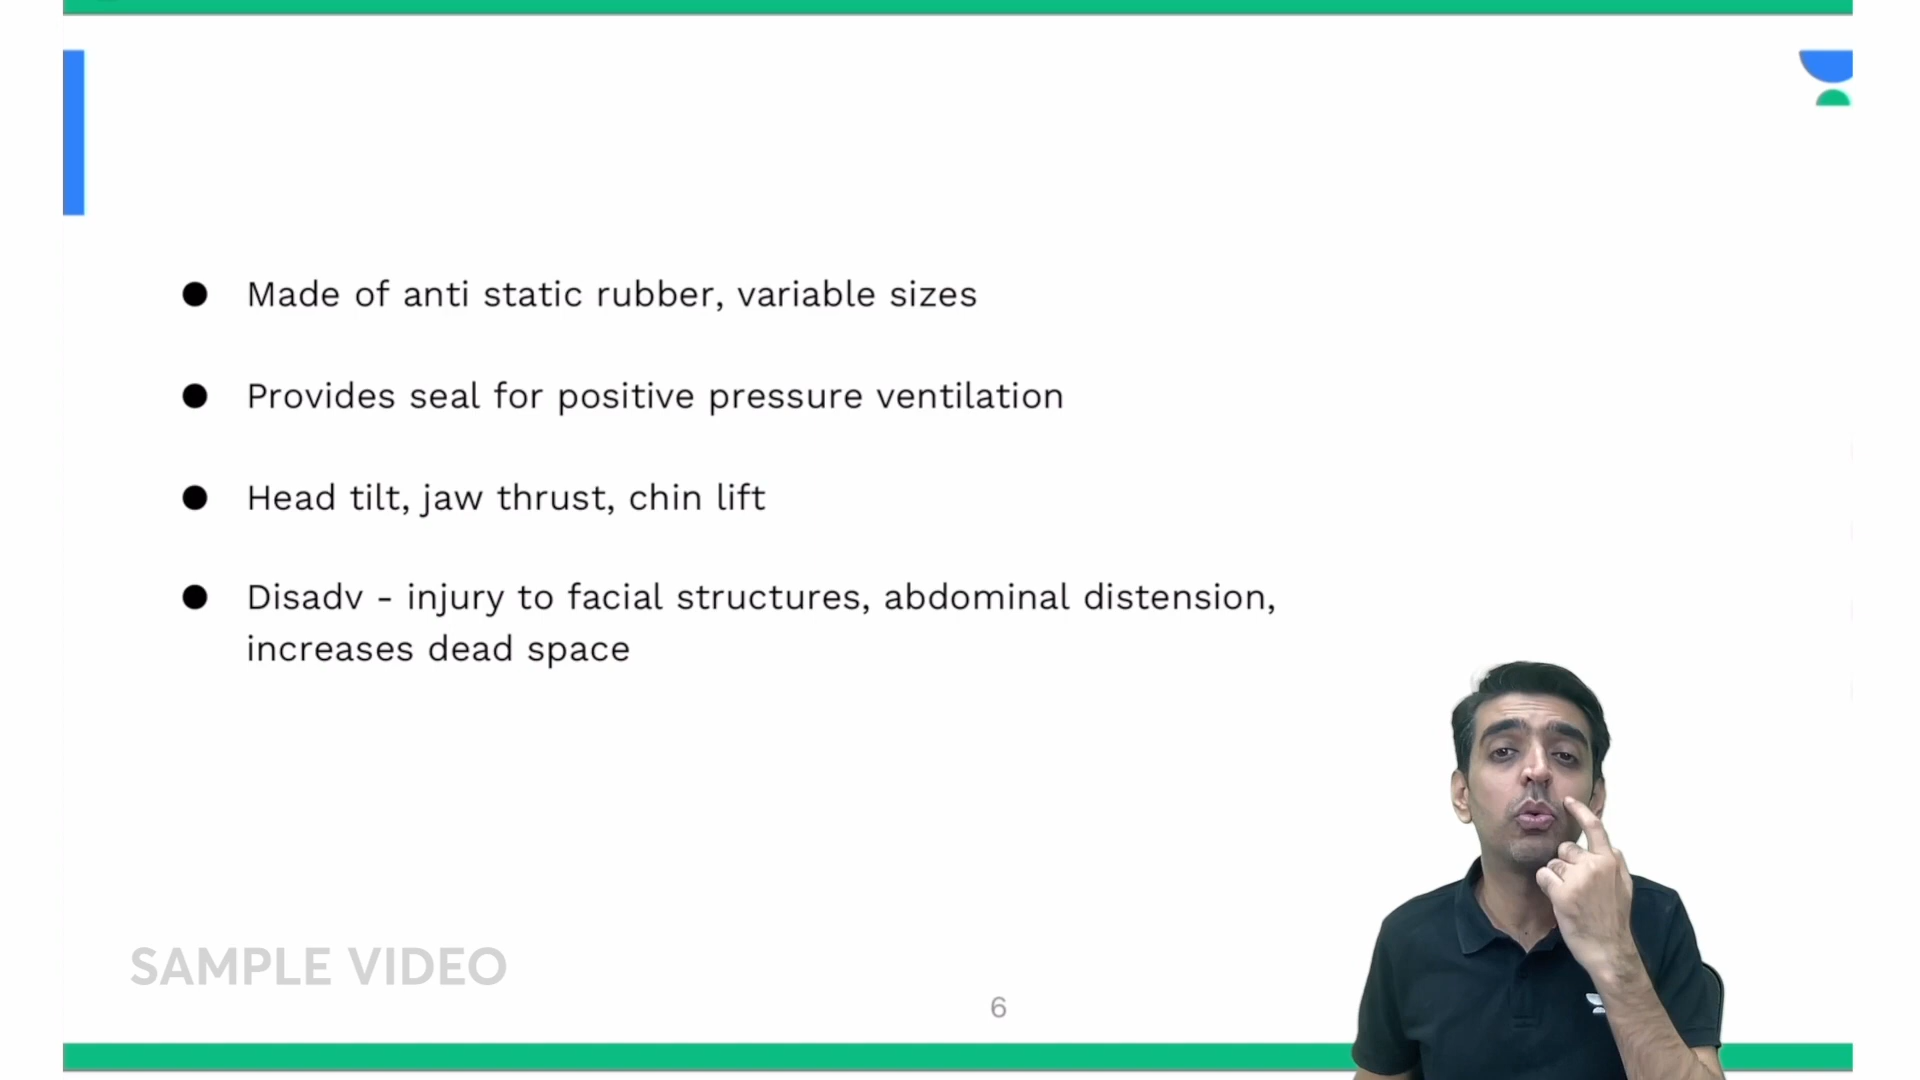 ● Made of anti static rubber, variable sizes
● Provides seal for positive pressure ventilation
● Head tilt, jaw thrust, chin lift
● Disadv - injury to facial structures, abdominal distension,
increases dead space
SAMPLE VIDEO
6